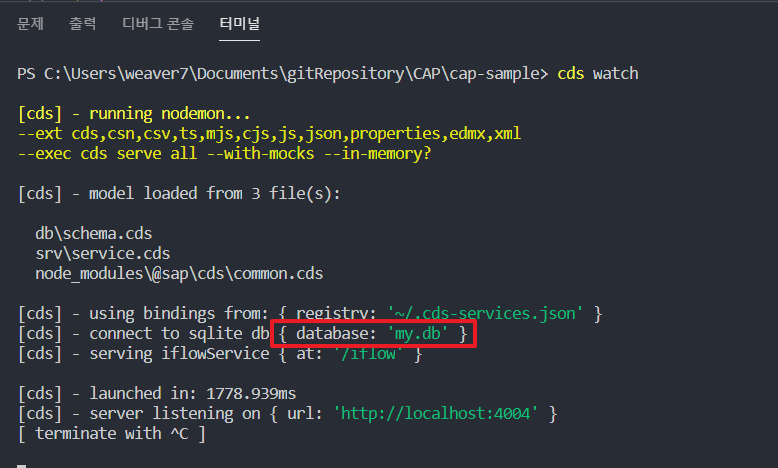 문제 출력 디버그 콘솔 터미널
PS C:\Users\weaver7\Documents\gitRepository\CAP\cap-sample> cds watch
[cds] - running nodemon...
--ext cds,csn,csv,ts,mjs,cjs,js,json,properties,edmx,xml
--exec cds serve all --with-mocks --in-memory?
[cds] - model loaded from 3 file(s):
db\schema.cds
srv\service.cds
node_modules\@sap\cds\common.cds
[cds] - using bindings from: { registry: '~/.cds-services.json' }
[cds] - connect to sqlite db { database: 'my.db' }
[cds] - serving iflowService { at: '/iflow' }
[cds] - launched in: 1778.939ms
[cds] - server listening on { url: 'http://localhost:4004' }
[ terminate with ^C ]